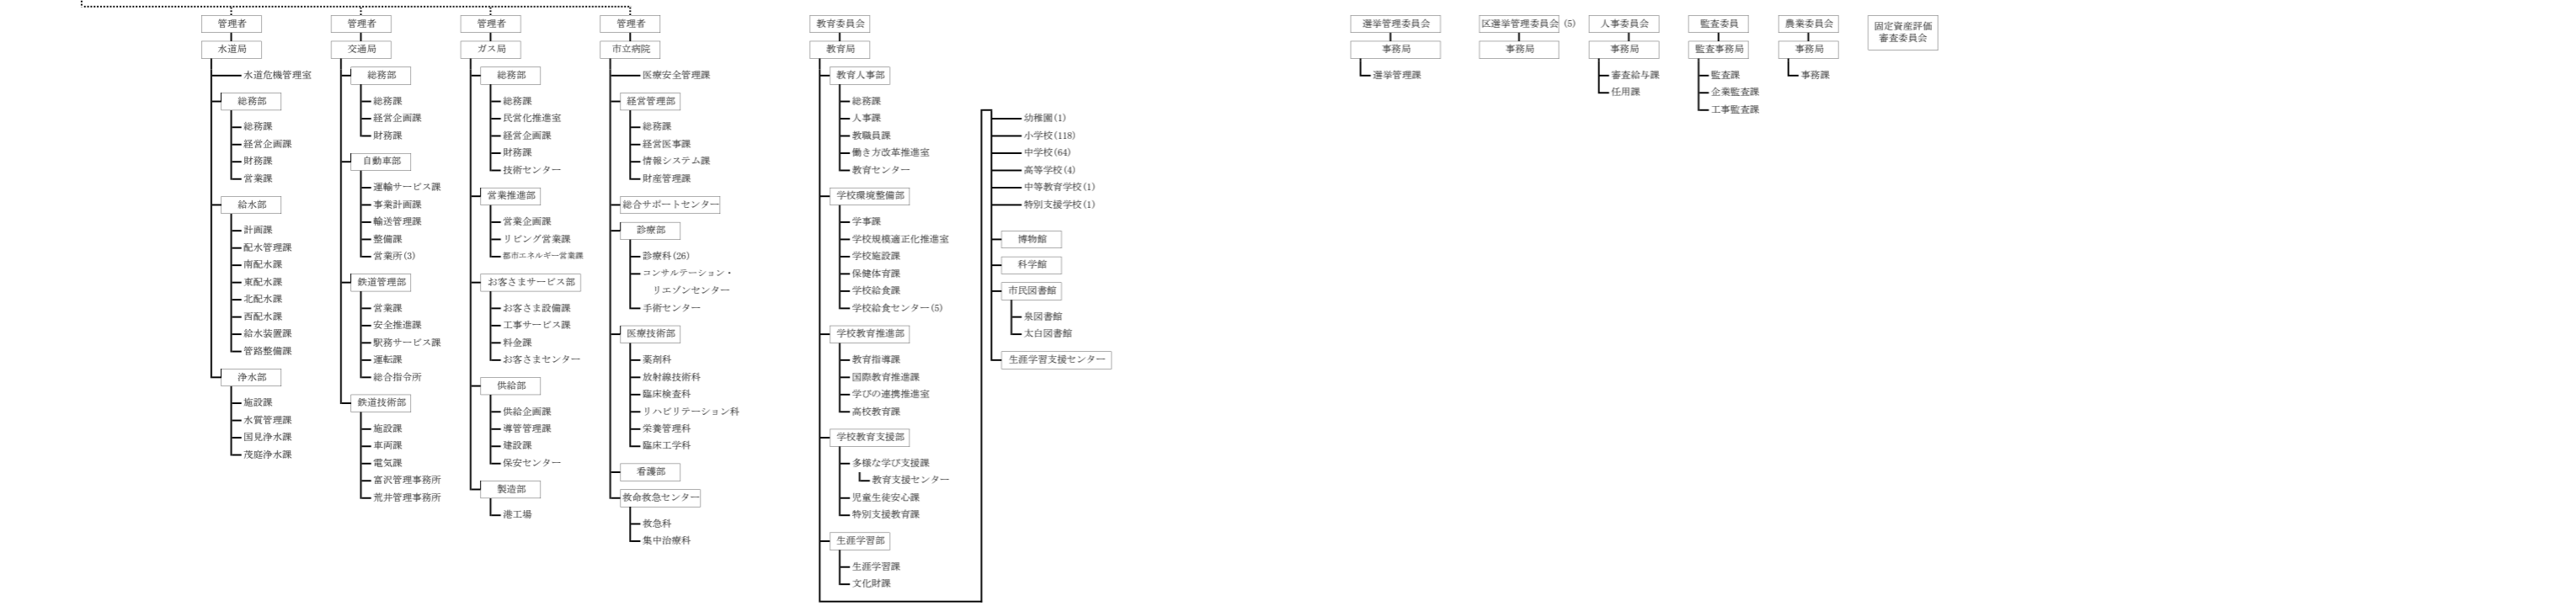 管理者
水道局
水道危機管理室
総務部
総務課
経営企画課
財務課
営業課
給水部
計画課
配水管理課
南配水課
東配水課
北配水課
西配水課
給水装置課
管路整備課
浄水部
施設課
水質管理課
国見浄水課
茂庭浄水課
管理者
交通局
総務部
総務課
経営企画課
財務課
自動車部
運輸サービス課
事業計画課
輸送管理課
整備課
営業所(3)
鉄道管理部
営業課
安全推進課
駅務サービス課
運転課
総合指令所
鉄道技術部
施設課
車両課
電気課
富沢管理事務所
荒井管理事務所
管理者
ガス局
総務部
総務課
民営化推進室
経営企画課
財務課
技術センター
営業推進部
営業企画課
リビング営業課
都市エネルギー営業課
お客さまサービス部
お客さま設備課
工事サービス課
料金課
お客さまセンター
供給部
供給企画課
導管管理課
建設課
保安センター
製造部
港工場
管理者
市立病院
医療安全管理課
経営管理部
総務課
経営医事課
情報システム課
財産管理課
総合サポートセンター
診療部
診療科(26)
コンサルテーション・
リエゾンセンター
手術センター
医療技術部
薬剤科
放射線技術科
臨床検査科
リハビリテーション科
栄養管理科
臨床工学科
看護部
救命救急センター
救急科
集中治療科
教育委員会
教育局
教育人事部
総務課
人事課
教職員課
働き方改革推進室
教育センター
学校環境整備部
学事課
学校規模適正化推進室
学校施設課
保健体育課
学校給食課
学校給食センター(5)
学校教育推進部
教育指導課
国際教育推進課
学びの連携推進室
高校教育課
学校教育支援部
多様な学び支援課
教育支援センター
児童生徒安心課
特別支援教育課
生涯学習部
生涯学習課
文化財課
幼稚園(1)
小学校(118)
中学校(64)
高等学校(4)
中等教育学校(1)
特別支援学校(1)
博物館
科学館
市民図書館
泉図書館
太白図書館
生涯学習支援センター
選挙管理委員会
事務局
選挙管理課
区選挙管理委員会 (5)
事務局
人事委員会
事務局
審査給与課
任用課
監査委員
監査事務局
監査課
企業監査課
工事監査課
農業委員会
事務局
事務課
固定資産評価
審査委員会